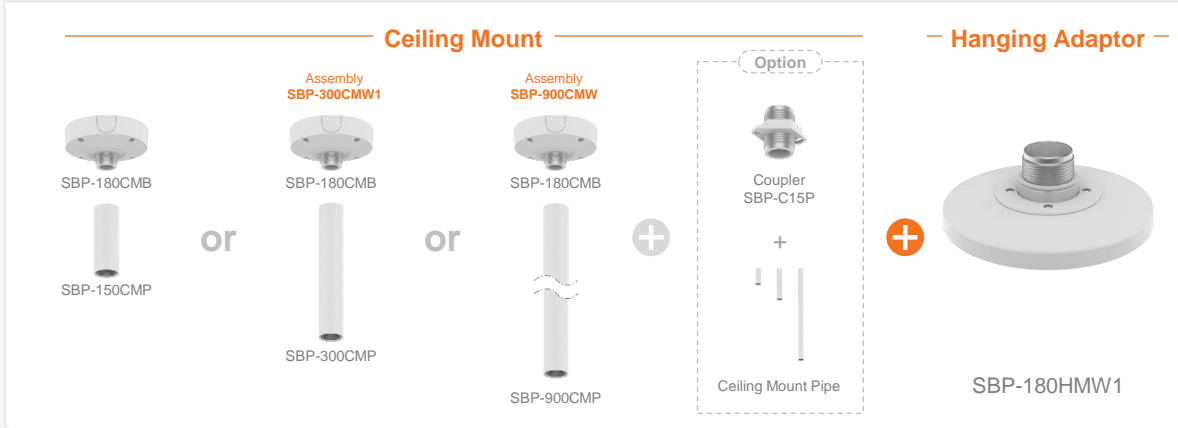 Ceiling Mount
Hanging Adaptor
Option
Assembly
SBP-300CMW1
Assembly
SBP-900CMW
SBP-180CMB
SBP-180CMB
SBP-180CMB
Coupler
SBP-C15P
or
or
+
SBP-150CMP
SBP-300CMP
SBP-900CMP
Ceiling Mount Pipe
SBP-180HMW1